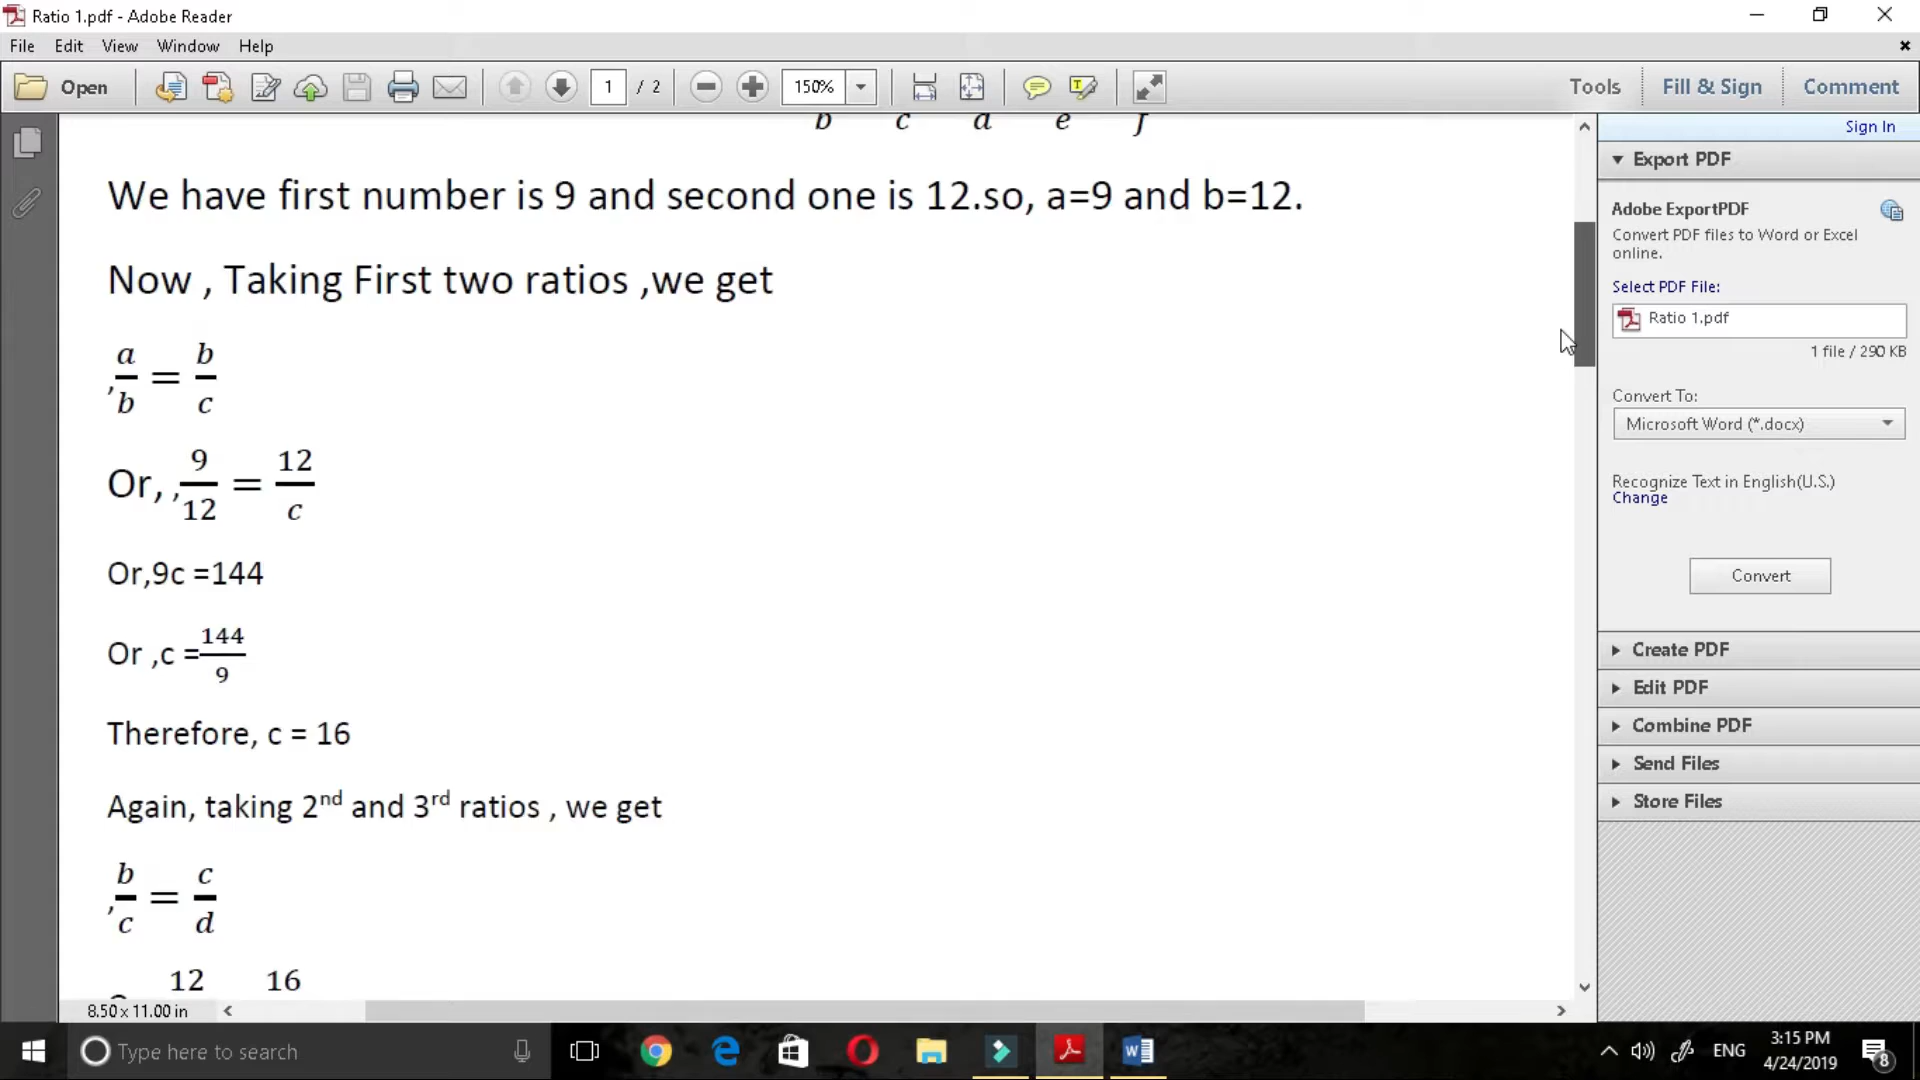 Ratio 1.pdf - Adobe Reader
File Edit View Window Help
Open 1 / 2 150% Tools Fill & Sign Comment
Sign In
b c d e f
We have first number is 9 and second one is 12.so, a=9 and b=12.
Now , Taking First two ratios ,we get
,a/b = b/c
Or, ,9/12 = 12/c
Or,9c =144
Or ,c =144/9
Therefore, c = 16
Again, taking 2nd and 3rd ratios , we get
,b/c = c/d
12 16
8.50 x 11.00 in
Export PDF
Adobe ExportPDF
Convert PDF files to Word or Excel
online.
Select PDF File:
Ratio 1.pdf
1 file / 290 KB
Convert To:
Microsoft Word (*.docx)
Recognize Text in English(U.S.)
Change
Convert
Create PDF
Edit PDF
Combine PDF
Send Files
Store Files
Type here to search
ENG
3:15 PM
4/24/2019
8